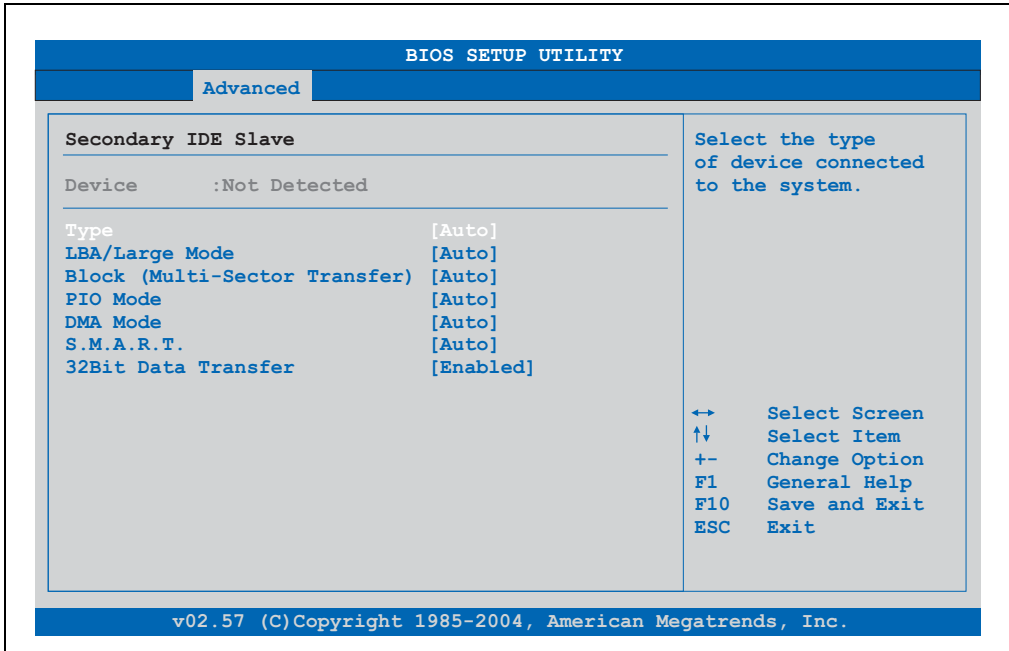 BIOS SETUP UTILITY
Advanced
Secondary IDE Slave
Device :Not Detected
Type [Auto]
LBA/Large Mode [Auto]
Block (Multi-Sector Transfer) [Auto]
PIO Mode [Auto]
DMA Mode [Auto]
S.M.A.R.T. [Auto]
32Bit Data Transfer [Enabled]
Select the type
of device connected
to the system.
↔ Select Screen
↑↓ Select Item
+- Change Option
F1 General Help
F10 Save and Exit
ESC Exit
v02.57 (C)Copyright 1985-2004, American Megatrends, Inc.